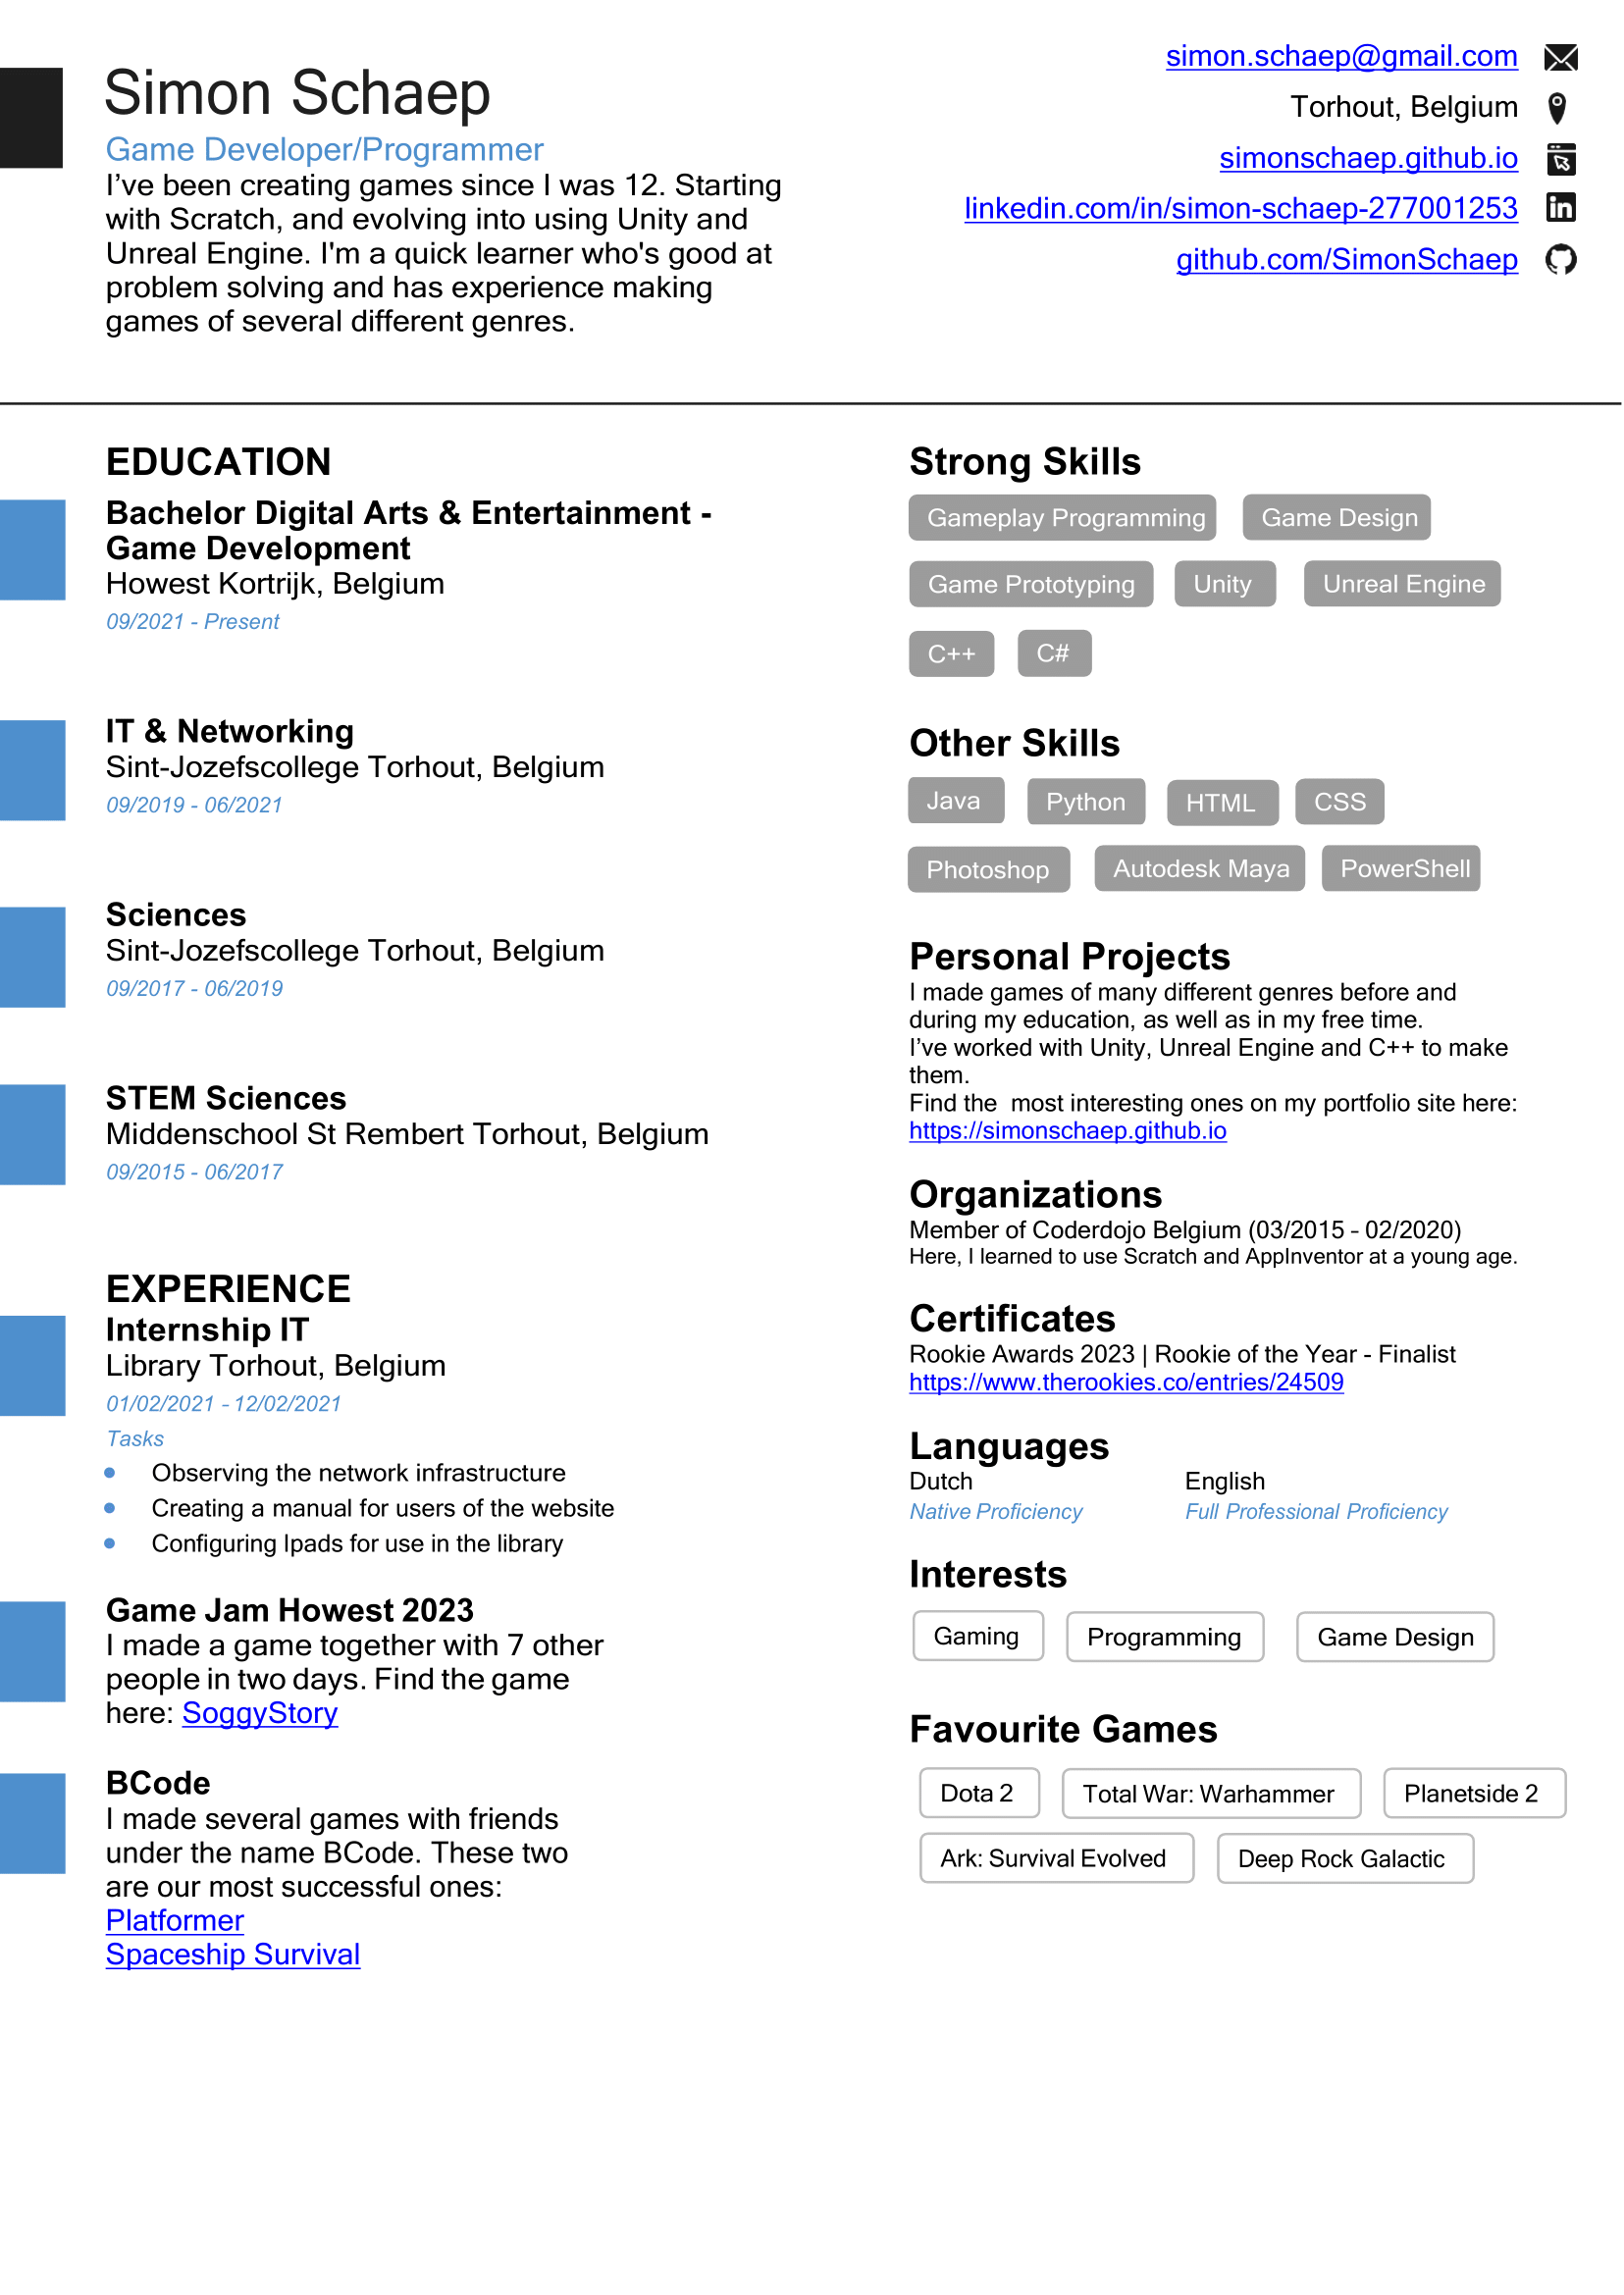 Simon Schaep
Game Developer/Programmer
I’ve been creating games since I was 12. Starting
with Scratch, and evolving into using Unity and
Unreal Engine. I'm a quick learner who's good at
problem solving and has experience making
games of several different genres.
simon.schaep@gmail.com
Torhout, Belgium
simonschaep.github.io
linkedin.com/in/simon-schaep-277001253
github.com/SimonSchaep
EDUCATION
Bachelor Digital Arts & Entertainment -
Game Development
Howest Kortrijk, Belgium
09/2021 - Present
IT & Networking
Sint-Jozefscollege Torhout, Belgium
09/2019 - 06/2021
Sciences
Sint-Jozefscollege Torhout, Belgium
09/2017 - 06/2019
STEM Sciences
Middenschool St Rembert Torhout, Belgium
09/2015 - 06/2017
EXPERIENCE
Internship IT
Library Torhout, Belgium
01/02/2021 - 12/02/2021
Tasks
• Observing the network infrastructure
• Creating a manual for users of the website
• Configuring Ipads for use in the library
Game Jam Howest 2023
I made a game together with 7 other
people in two days. Find the game
here: SoggyStory
BCode
I made several games with friends
under the name BCode. These two
are our most successful ones:
Platformer
Spaceship Survival
Strong Skills
Gameplay Programming Game Design
Game Prototyping Unity Unreal Engine
C++ C#
Other Skills
Java Python HTML CSS
Photoshop Autodesk Maya PowerShell
Personal Projects
I made games of many different genres before and
during my education, as well as in my free time.
I’ve worked with Unity, Unreal Engine and C++ to make
them.
Find the  most interesting ones on my portfolio site here:
https://simonschaep.github.io
Organizations
Member of Coderdojo Belgium (03/2015 - 02/2020)
Here, I learned to use Scratch and AppInventor at a young age.
Certificates
Rookie Awards 2023 | Rookie of the Year - Finalist
https://www.therookies.co/entries/24509
Languages
Dutch English
Native Proficiency Full Professional Proficiency
Interests
Gaming Programming Game Design
Favourite Games
Dota 2 Total War: Warhammer Planetside 2
Ark: Survival Evolved Deep Rock Galactic